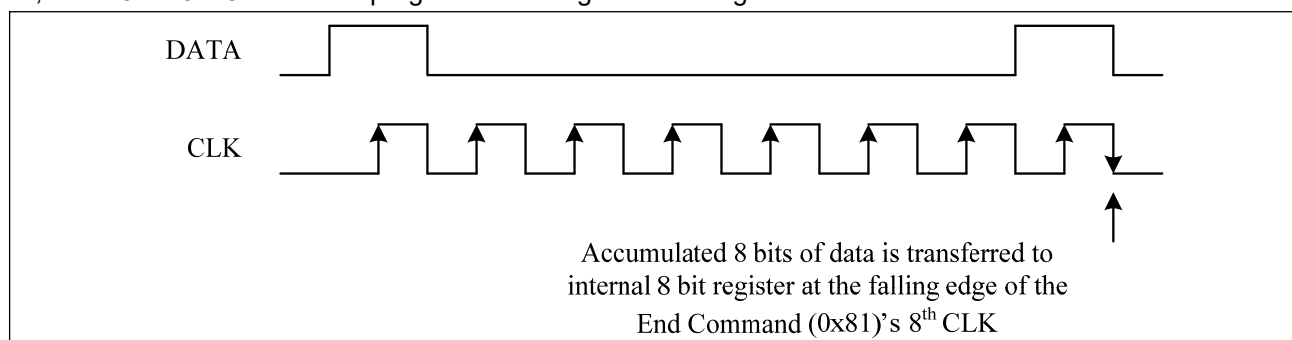 DATA
CLK
Accumulated 8 bits of data is transferred to
internal 8 bit register at the falling edge of the
End Command (0x81)'s 8th CLK